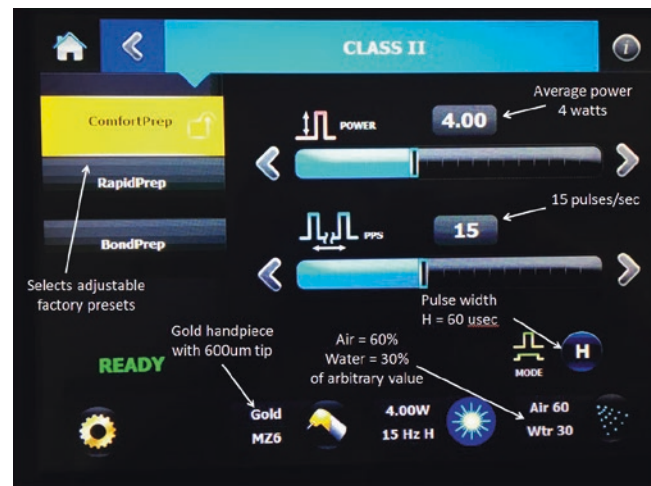 CLASS II
i
Average power
4 watts
ComfortPrep
POWER
4.00
RapidPrep
15 pulses/sec
PPS
15
BondPrep
Selects adjustable
factory presets
Pulse width
H = 60 usec
Gold handpiece
with 600um tip
Air = 60%
Water = 30%
of arbitrary value
H
MODE
READY
Gold
MZ6
4.00W
15 Hz H
Air 60
Wtr 30